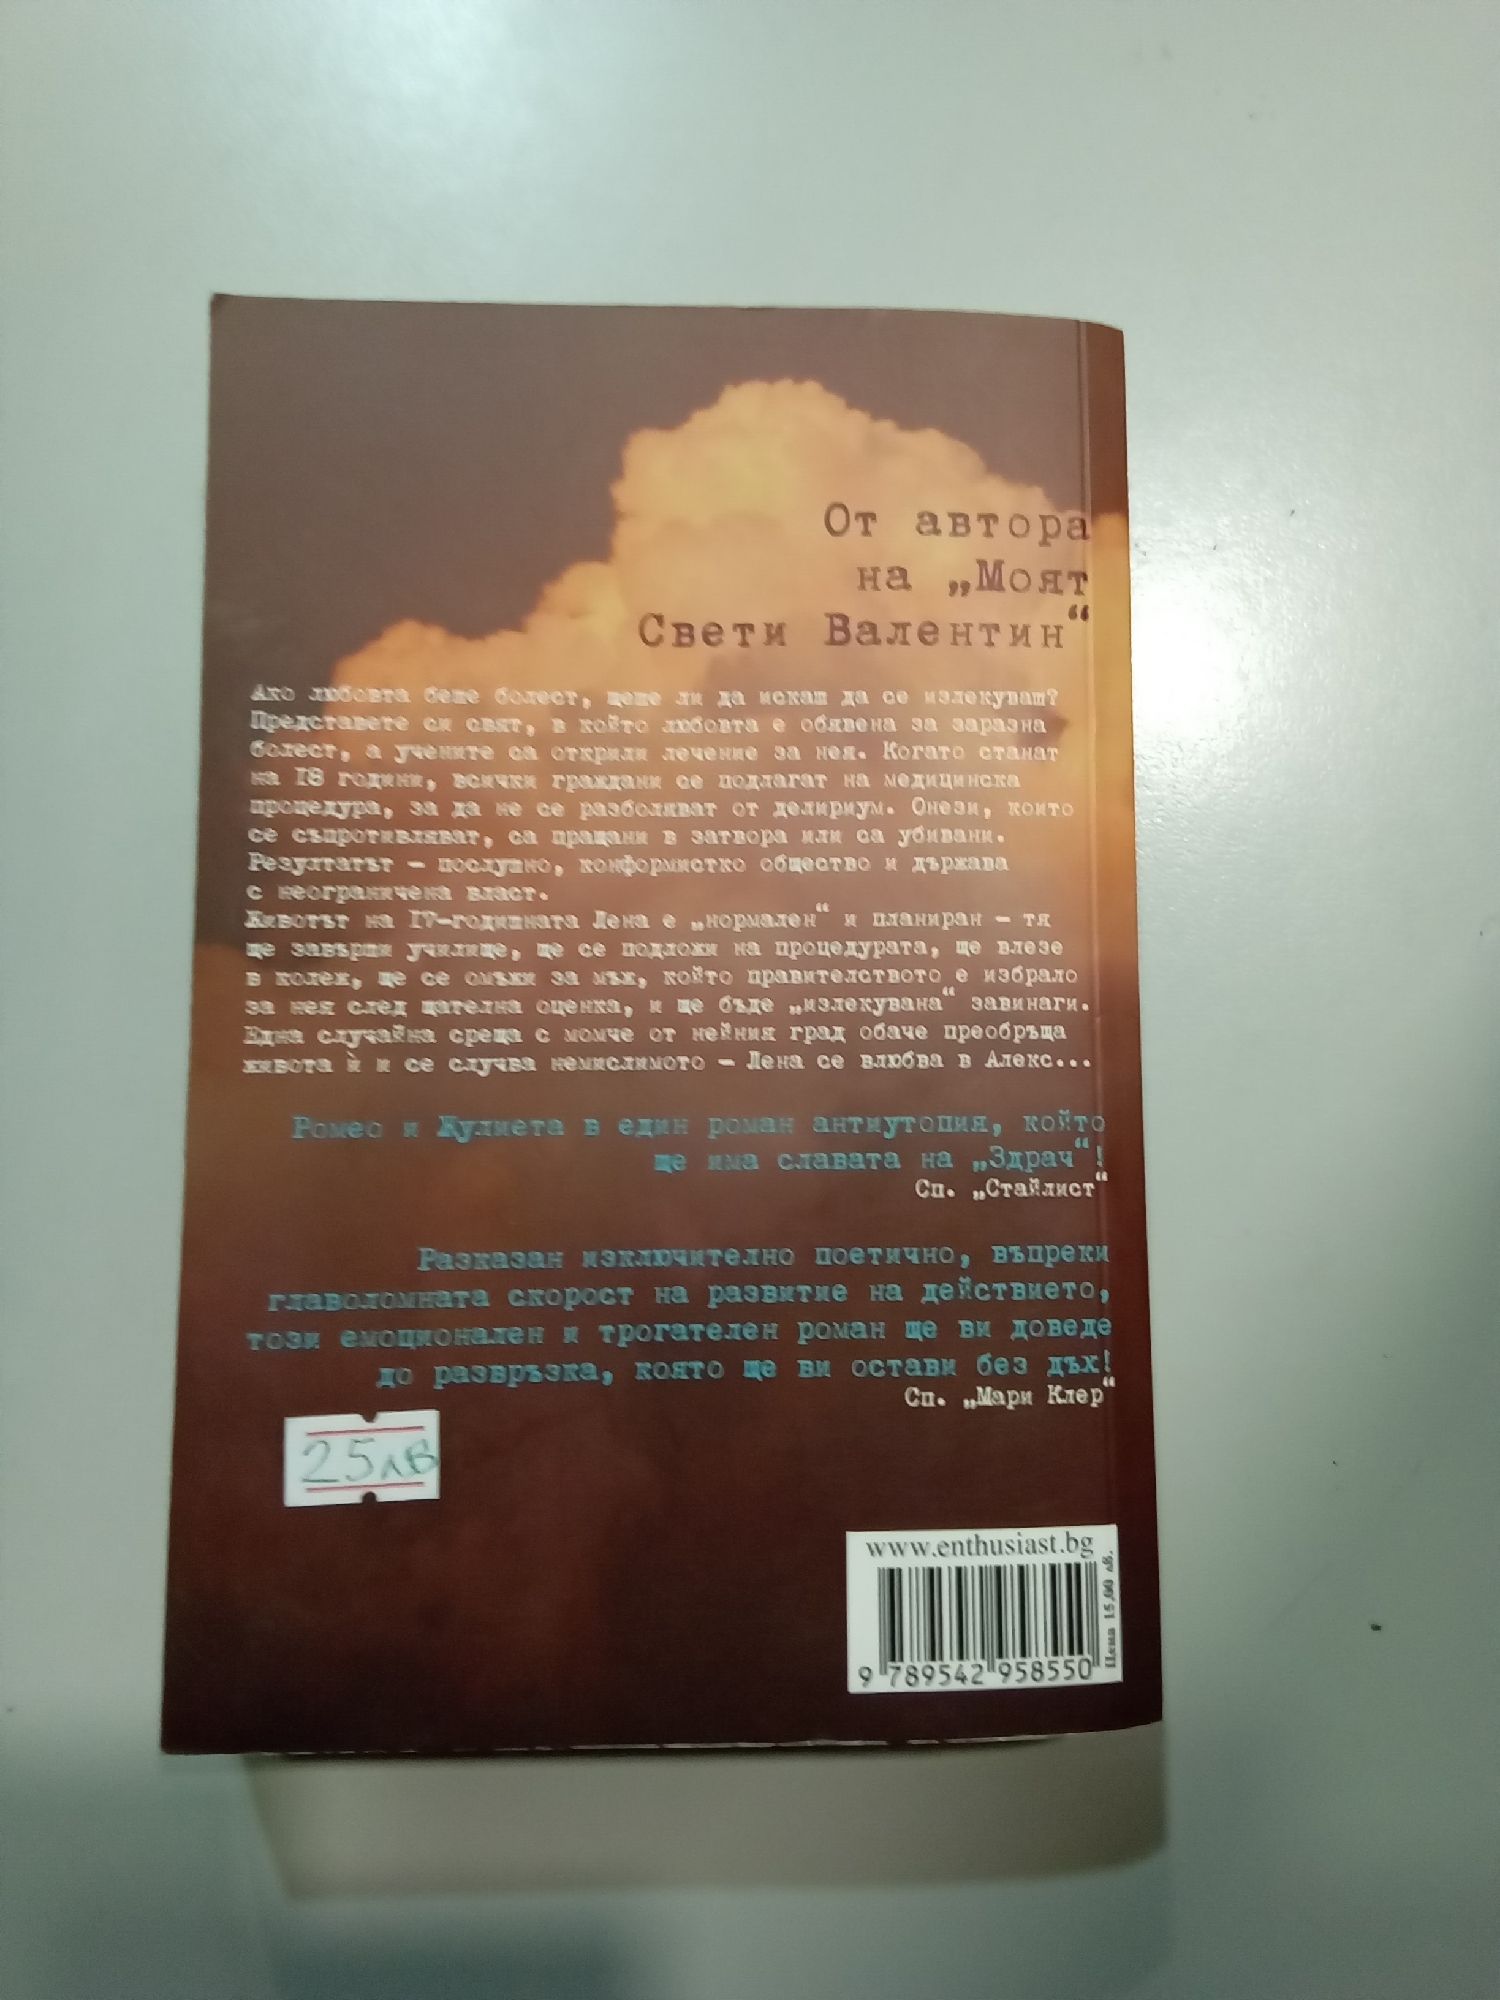 От автора
на „Моят
Свети Валентин“
Ако любовта беше болест, щеше ли да искаш да се излекуваш?
Представете си свят, в който любовта е обявена за заразна
болест, а учените са открили лечение за нея. Когато станат
на 18 години, всички граждани се подлагат на медицинска
процедура, за да не се разболяват от делириум. Онези, които
се съпротивляват, са пращани в затвора или са убивани.
Резултатът – послушно, конформистко общество и държава
с неограничена власт.
Животът на 17-годишната Лена е „нормален“ и планиран – тя
ще завърши училище, ще се подложи на процедурата, ще влезе
в колеж, ще се омъжи за мъж, който правителството е избрало
за нея след щателна оценка, и ще бъде „излекувана“ завинаги.
Една случайна среща с момче от нейния град обаче преобръща
живота ѝ и се случва немислимото – Лена се влюбва в Алекс...
Ромео и Жулиета в един роман антиутопия, който
ще има славата на „Здрач“!
Сп. „Стайлист“
Разказан изключително поетично, въпреки
главоломната скорост на развитие на действието,
този емоционален и трогателен роман ще ви доведе
до развръзка, която ще ви остави без дъх!
Сп. „Мари Клер“
25лв
www.enthusiast.bg
Цена 15,00 лв.
9 789542 958550